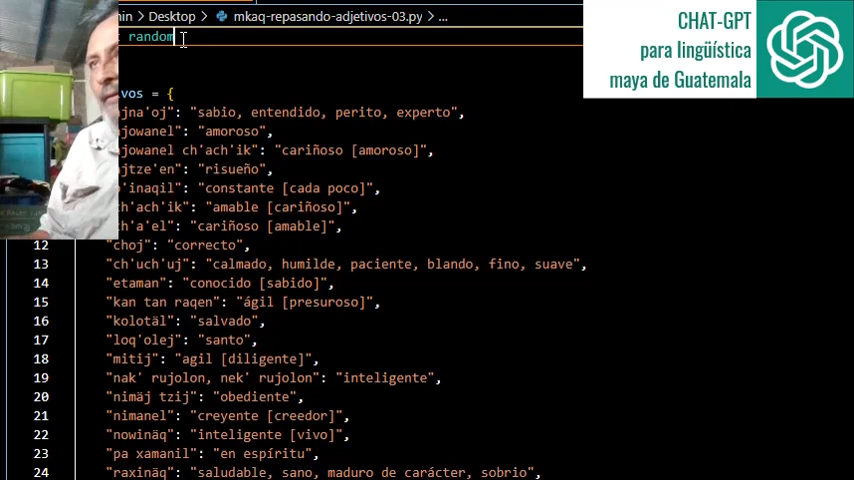 Desktop > mkaq-repasando-adjetivos-03.py > ...
random
vos = {
jna'oj": "sabio, entendido, perito, experto",
jowanel": "amoroso",
jowanel ch'ach'ik": "cariñoso [amoroso]",
jtze'en": "risueño",
'inaqil": "constante [cada poco]",
h'ach'ik": "amable [cariñoso]",
h'a'el": "cariñoso [amable]",
12 "choj": "correcto",
13 "ch'uch'uj": "calmado, humilde, paciente, blando, fino, suave",
14 "etaman": "conocido [sabido]",
15 "kan tan raqen": "ágil [presuroso]",
16 "kolotäl": "salvado",
17 "loq'olej": "santo",
18 "mitij": "agil [diligente]",
19 "nak' rujolon, nek' rujolon": "inteligente",
20 "nimäj tzij": "obediente",
21 "nimanel": "creyente [creedor]",
22 "nowinäq": "inteligente [vivo]",
23 "pa xamanil": "en espíritu",
24 "raxinäq": "saludable, sano, maduro de carácter, sobrio",
CHAT-GPT
para lingüística
maya de Guatemala